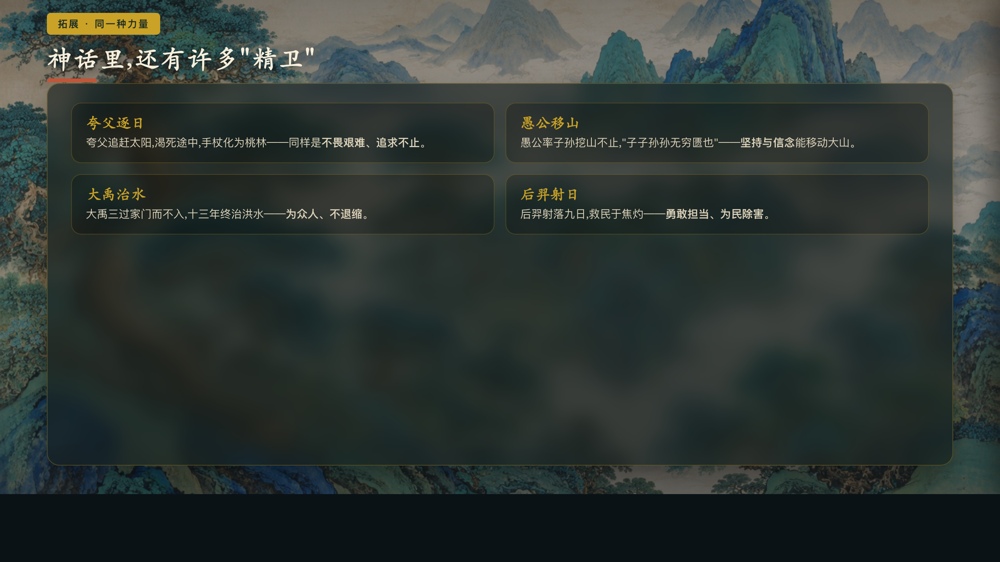 拓展 · 同一种力量
神话里,还有许多"精卫"
夸父逐日
夸父追赶太阳,渴死途中,手杖化为桃林——同样是不畏艰难、追求不止。
愚公移山
愚公率子孙挖山不止,"子子孙孙无穷匮也"——坚持与信念能移动大山。
大禹治水
大禹三过家门而不入,十三年终治洪水——为众人、不退缩。
后羿射日
后羿射落九日,救民于焦灼——勇敢担当、为民除害。